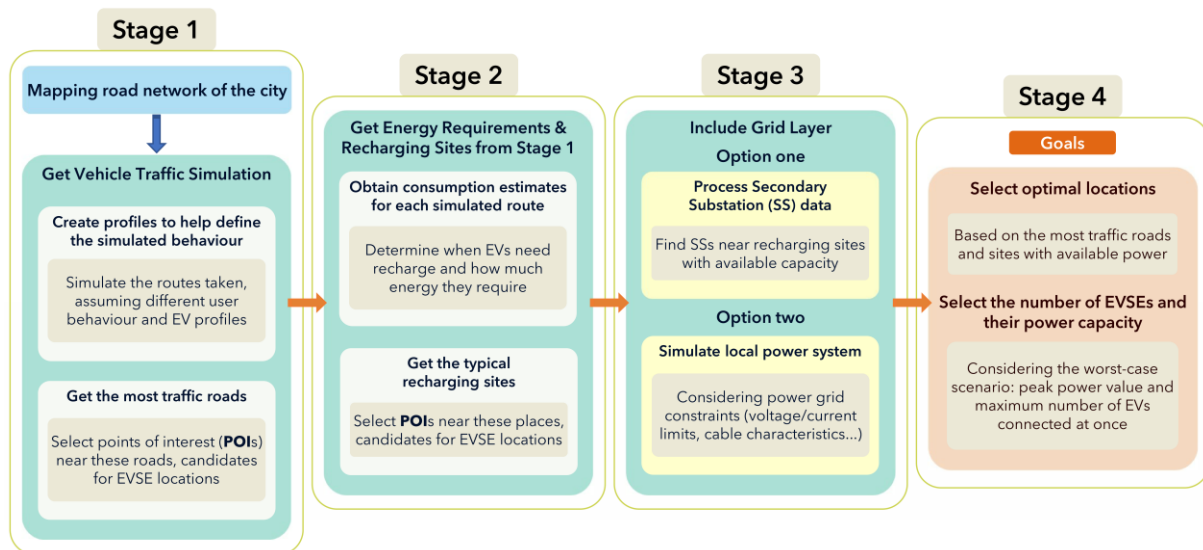 Stage 1
Mapping road network of the city
Get Vehicle Traffic Simulation
Create profiles to help define
the simulated behaviour
Simulate the routes taken,
assuming different user
behaviour and EV profiles
Get the most traffic roads
Select points of interest (POIs)
near these roads, candidates
for EVSE locations
Stage 2
Get Energy Requirements &
Recharging Sites from Stage 1
Obtain consumption estimates
for each simulated route
Determine when EVs need
recharge and how much
energy they require
Get the typical
recharging sites
Select POIs near these places,
candidates for EVSE locations
Stage 3
Include Grid Layer
Option one
Process Secondary
Substation (SS) data
Find SSs near recharging sites
with available capacity
Option two
Simulate local power system
Considering power grid
constraints (voltage/current
limits, cable characteristics...)
Stage 4
Goals
Select optimal locations
Based on the most traffic roads
and sites with available power
Select the number of EVSEs and
their power capacity
Considering the worst-case
scenario: peak power value and
maximum number of EVs
connected at once